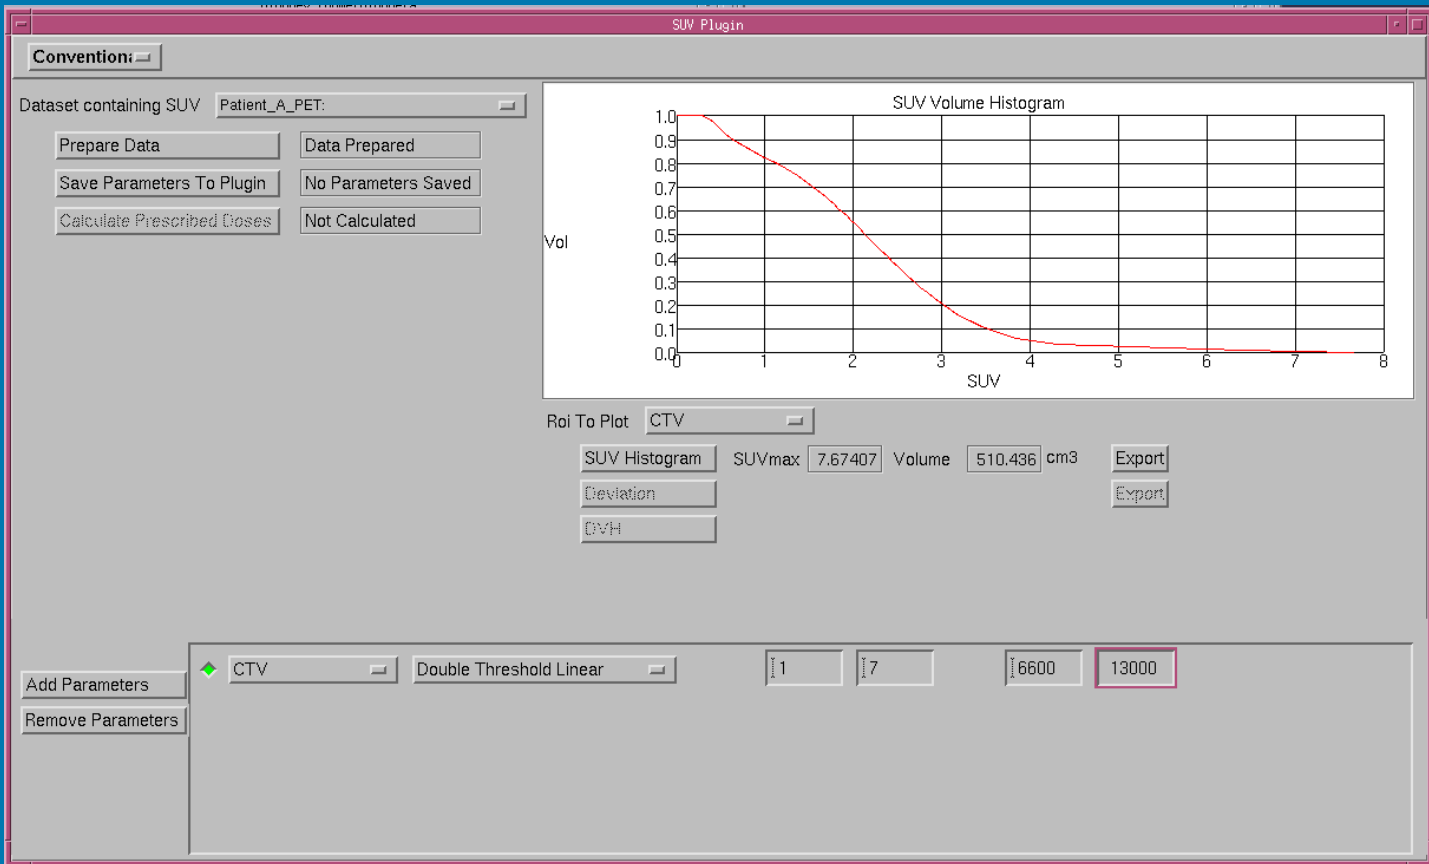 SUV Plugin
Convention
Dataset containing SUV Patient_A_PET:
Prepare Data Data Prepared
Save Parameters To Plugin No Parameters Saved
Calculate Prescribed Doses Not Calculated
SUV Volume Histogram
1.0
0.9
0.8
0.7
0.6
Vol 0.5
0.4
0.3
0.2
0.1
0.0
0 1 2 3 4 5 6 7 8
SUV
Roi To Plot CTV
SUV Histogram SUVmax 7.67407 Volume 510.436 cm3 Export
Deviation Export
DVH
CTV Double Threshold Linear 1 7 6600 13000
Add Parameters
Remove Parameters